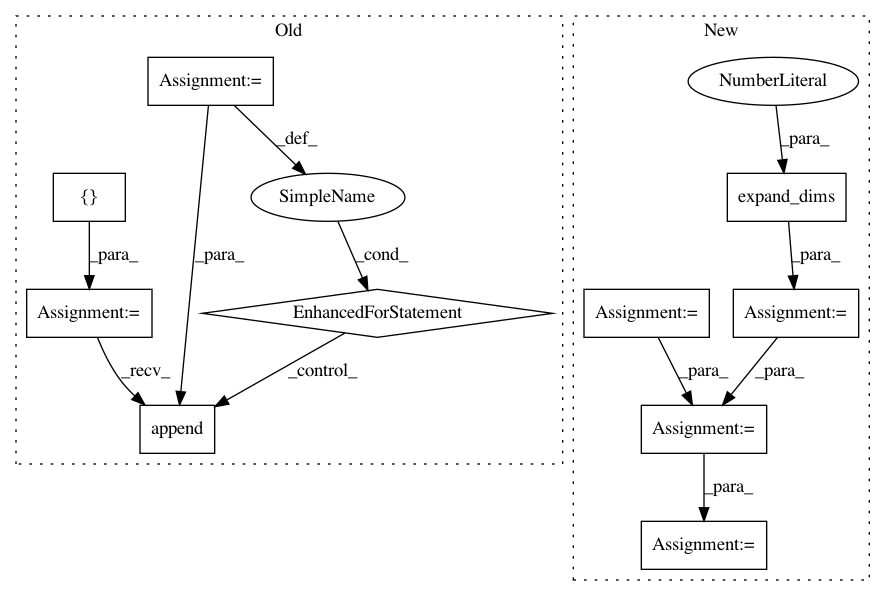 Old
New
Assignment:=
NumberLiteral
_def_
_para_
{}
SimpleName
expand_dims
_para_
_para_
_cond_
_para_
Assignment:=
EnhancedForStatement
Assignment:=
Assignment:=
_recv_
_control_
_para_
_para_
append
Assignment:=
_para_
Assignment:=